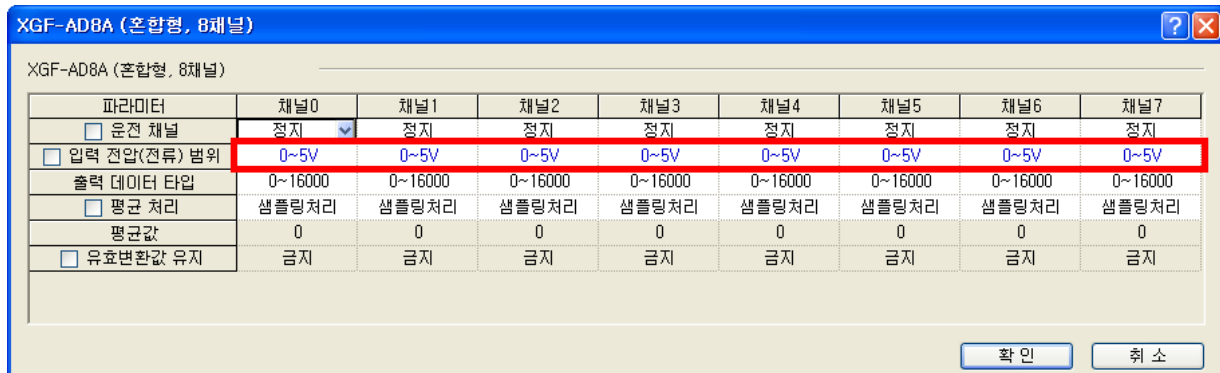 XGF-AD8A (혼합형, 8채널)
XGF-AD8A (혼합형, 8채널)
파라미터 채널0 채널1 채널2 채널3 채널4 채널5 채널6 채널7
운전 채널 정지 정지 정지 정지 정지 정지 정지 정지
입력 전압(전류) 범위 0~5V 0~5V 0~5V 0~5V 0~5V 0~5V 0~5V 0~5V
출력 데이터 타입 0~16000 0~16000 0~16000 0~16000 0~16000 0~16000 0~16000 0~16000
평균 처리 샘플링처리 샘플링처리 샘플링처리 샘플링처리 샘플링처리 샘플링처리 샘플링처리 샘플링처리
평균값 0 0 0 0 0 0 0 0
유효변환값 유지 금지 금지 금지 금지 금지 금지 금지 금지
확인 취소